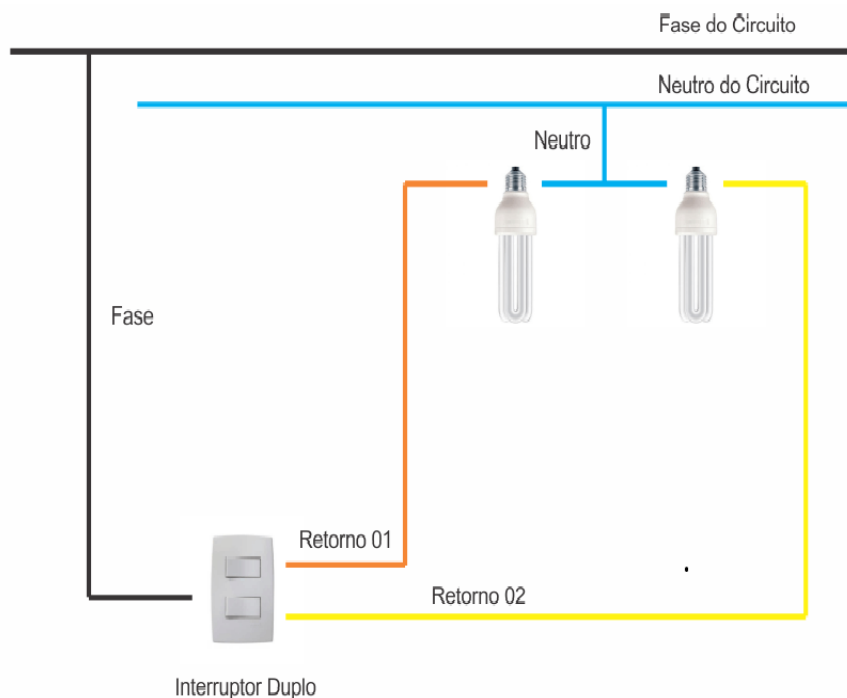 Fase do Circuito
Neutro do Circuito
Neutro
Fase
Retorno 01
Retorno 02
Interruptor Duplo